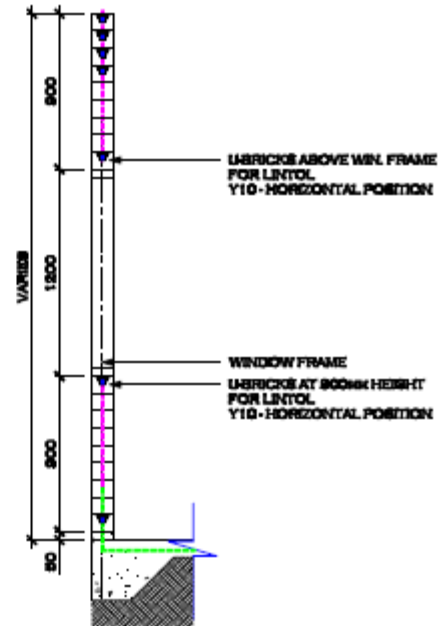 900
U-BRICKS ABOVE WIN. FRAME
FOR LINTOL
Y10 - HORIZONTAL POSITION
VARIES
1200
WINDOW FRAME
U-BRICKS AT 900mm HEIGHT
FOR LINTOL
Y10 - HORIZONTAL POSITION
900
50